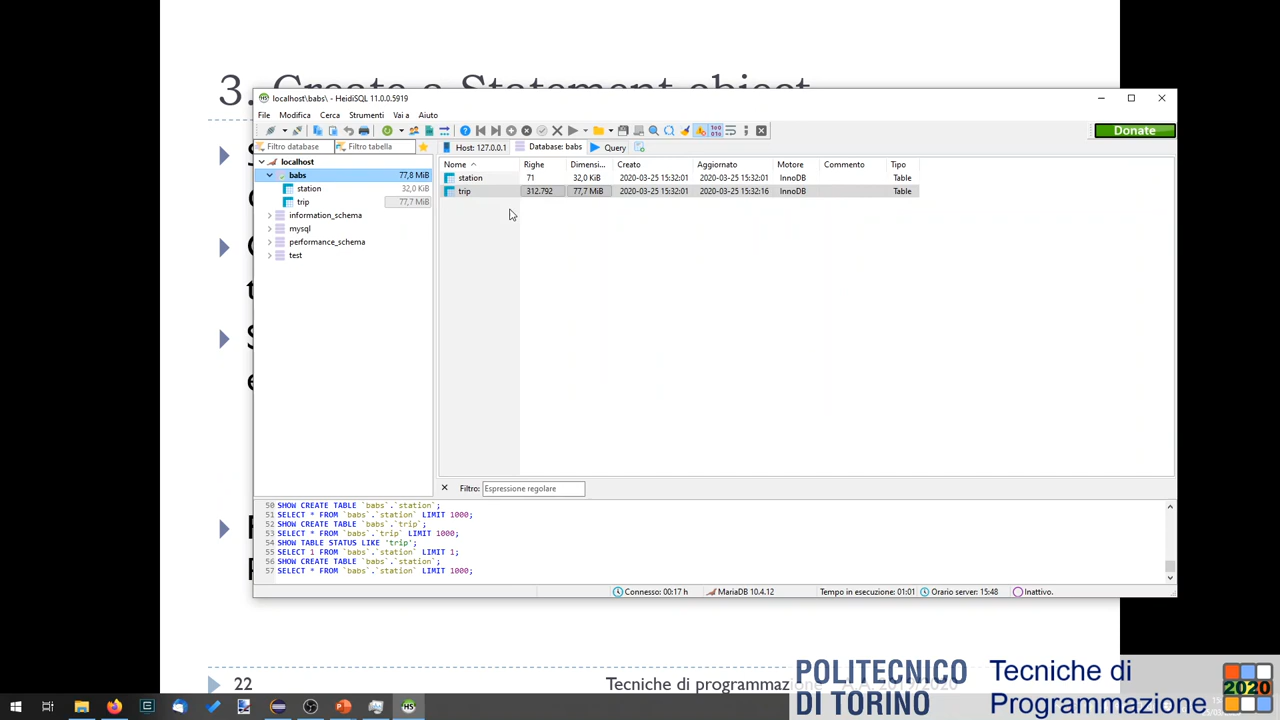 3. Create a Statement object
localhost\babs\ - HeidiSQL 11.0.0.5919
File Modifica Cerca Strumenti Vai a Aiuto
Donate
Filtro database Filtro tabella Host: 127.0.0.1 Database: babs Query
localhost
babs 77,8 MiB
station 32,0 KiB
trip 77,7 MiB
information_schema
mysql
performance_schema
test
Nome Righe Dimensi... Creato Aggiornato Motore Commento Tipo
station 71 32,0 KiB 2020-03-25 15:32:01 2020-03-25 15:32:01 InnoDB Table
trip 312.792 77,7 MiB 2020-03-25 15:32:01 2020-03-25 15:32:16 InnoDB Table
Filtro: Espressione regolare
50 SHOW CREATE TABLE `babs`.`station`;
51 SELECT * FROM `babs`.`station` LIMIT 1000;
52 SHOW CREATE TABLE `babs`.`trip`;
53 SELECT * FROM `babs`.`trip` LIMIT 1000;
54 SHOW TABLE STATUS LIKE 'trip';
55 SELECT 1 FROM `babs`.`station` LIMIT 1;
56 SHOW CREATE TABLE `babs`.`station`;
57 SELECT * FROM `babs`.`station` LIMIT 1000;
Connesso: 00:17 h MariaDB 10.4.12 Tempo in esecuzione: 01:01 Orario server: 15:48 Inattivo.
22 Tecniche di programmazione A.A. 2019/2020
POLITECNICO
DI TORINO
Tecniche di
Programmazione
2020